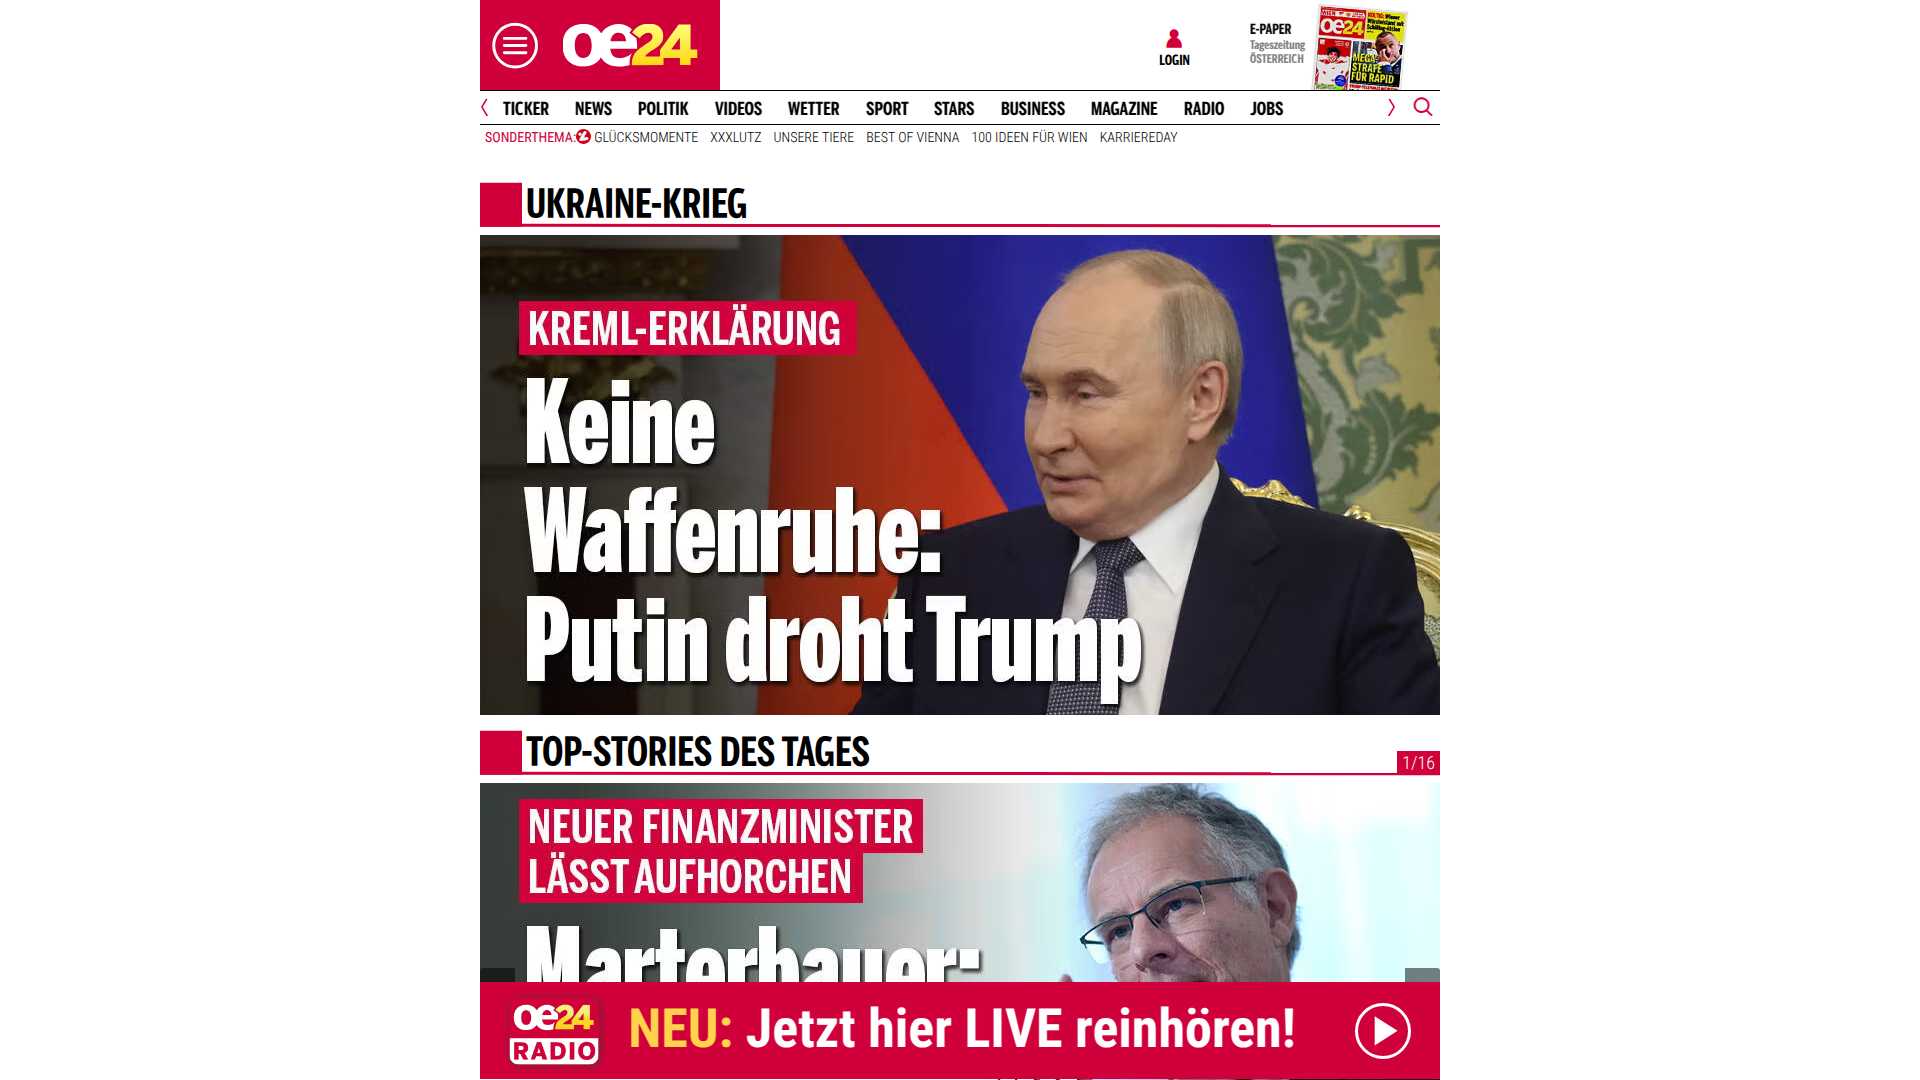 oe24
LOGIN
E-PAPER
Tageszeitung
ÖSTERREICH
oe24
MEGA-
STRAFE
FÜR RAPID
TICKER NEWS POLITIK VIDEOS WETTER SPORT STARS BUSINESS MAGAZINE RADIO JOBS
SONDERTHEMA: GLÜCKSMOMENTE XXXLUTZ UNSERE TIERE BEST OF VIENNA 100 IDEEN FÜR WIEN KARRIEREDAY
UKRAINE-KRIEG
KREML-ERKLÄRUNG
Keine
Waffenruhe:
Putin droht Trump
TOP-STORIES DES TAGES
1/16
NEUER FINANZMINISTER
LÄSST AUFHORCHEN
Marterbauer:
oe24
RADIO
NEU: Jetzt hier LIVE reinhören!